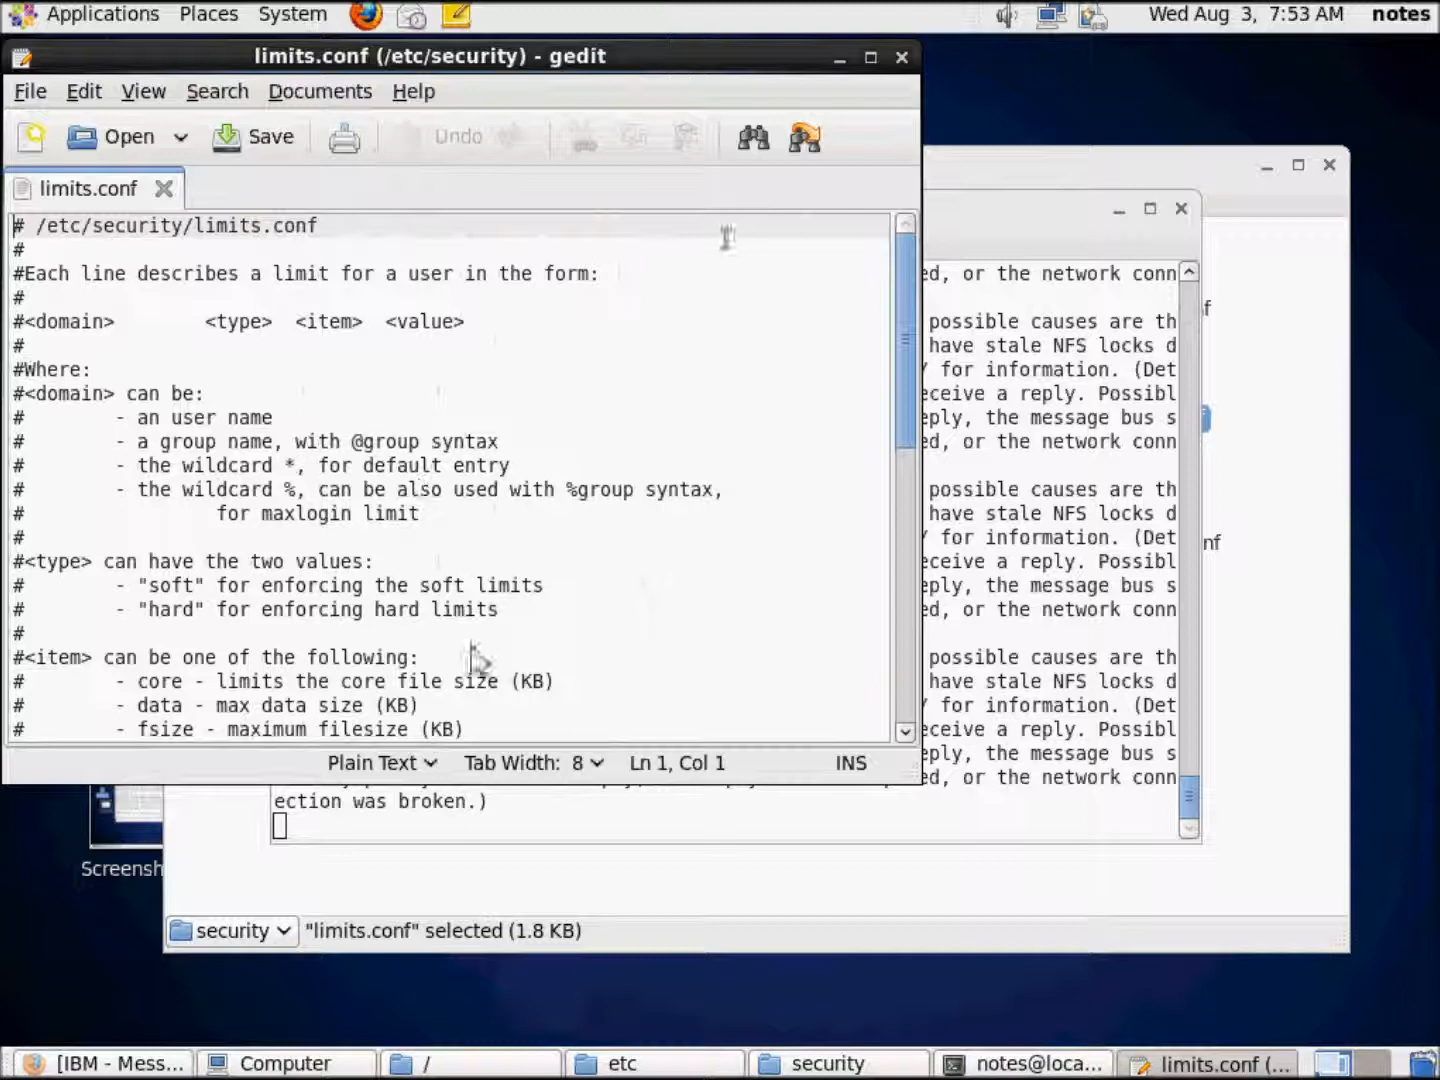 Applications Places System Wed Aug 3, 7:53 AM notes
limits.conf (/etc/security) - gedit
File Edit View Search Documents Help
Open Save Undo
limits.conf
# /etc/security/limits.conf
#
#Each line describes a limit for a user in the form:
#
#<domain> <type> <item> <value>
#
#Where:
#<domain> can be:
# - an user name
# - a group name, with @group syntax
# - the wildcard *, for default entry
# - the wildcard %, can be also used with %group syntax,
for maxlogin limit
#
#<type> can have the two values:
# - "soft" for enforcing the soft limits
# - "hard" for enforcing hard limits
#
#<item> can be one of the following:
# - core - limits the core file size (KB)
# - data - max data size (KB)
# - fsize - maximum filesize (KB)
Plain Text Tab Width: 8 Ln 1, Col 1 INS
ed, or the network conn
possible causes are th
have stale NFS locks d
/ for information. (Det
eceive a reply. Possibl
eply, the message bus s
ed, or the network conn
possible causes are th
have stale NFS locks d
/ for information. (Det
eceive a reply. Possibl
eply, the message bus s
ed, or the network conn
possible causes are th
have stale NFS locks d
/ for information. (Det
eceive a reply. Possibl
eply, the message bus s
ed, or the network conn
ection was broken.)
f
nf
Screensh
security "limits.conf" selected (1.8 KB)
[IBM - Mess... Computer / etc security notes@loca... limits.conf (...